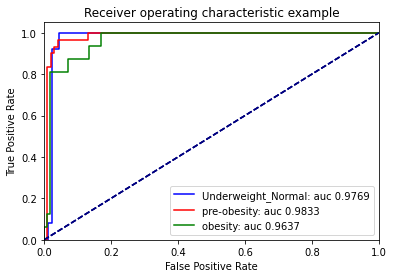 Receiver operating characteristic example
True Positive Rate
1.0
0.8
0.6
0.4
0.2
0.0
Underweight_Normal: auc 0.9769
pre-obesity: auc 0.9833
obesity: auc 0.9637
0.0 0.2 0.4 0.6 0.8 1.0
False Positive Rate